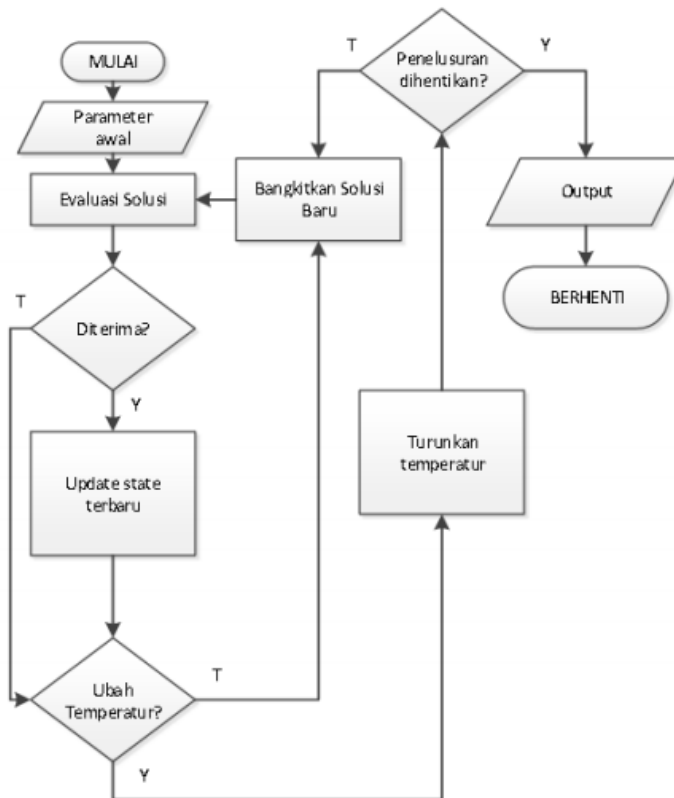 MULAI
Parameter
awal
Evaluasi Solusi
Diterima?
T
Y
Update state
terbaru
Ubah
Temperatur?
T
Y
Bangkitkan Solusi
Baru
Turunkan
temperatur
Penelusuran
dihentikan?
T
Y
Output
BERHENTI